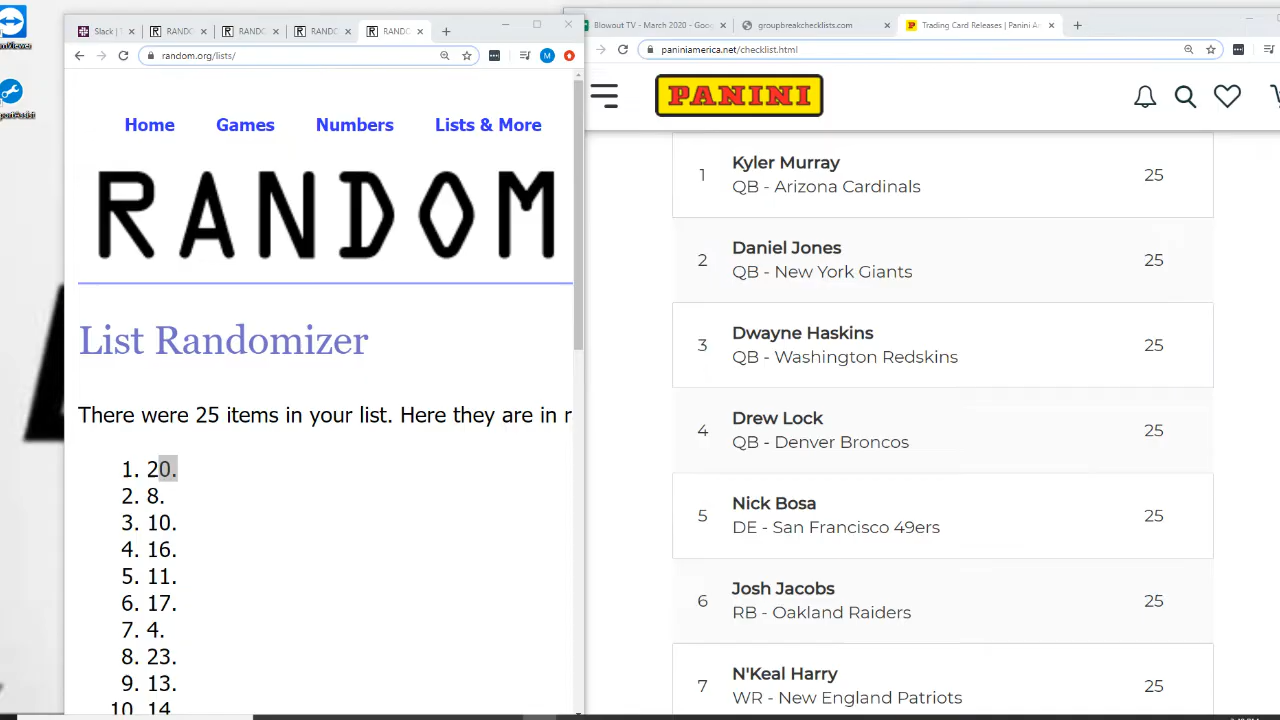 Slack |
RANDC
RANDC
RANDC
RANDC
random.org/lists/
M
Home
Games
Numbers
Lists & More
RANDOM
List Randomizer
There were 25 items in your list. Here they are in r
1. 20.
2. 8.
3. 10.
4. 16.
5. 11.
6. 17.
7. 4.
8. 23.
9. 13.
10. 14
Blowout TV - March 2020 - Goo
groupbreakchecklists.com
Trading Card Releases | Panini A
paniniamerica.net/checklist.html
PANINI
1
Kyler Murray
QB - Arizona Cardinals
25
2
Daniel Jones
QB - New York Giants
25
3
Dwayne Haskins
QB - Washington Redskins
25
4
Drew Lock
QB - Denver Broncos
25
5
Nick Bosa
DE - San Francisco 49ers
25
6
Josh Jacobs
RB - Oakland Raiders
25
7
N'Keal Harry
WR - New England Patriots
25